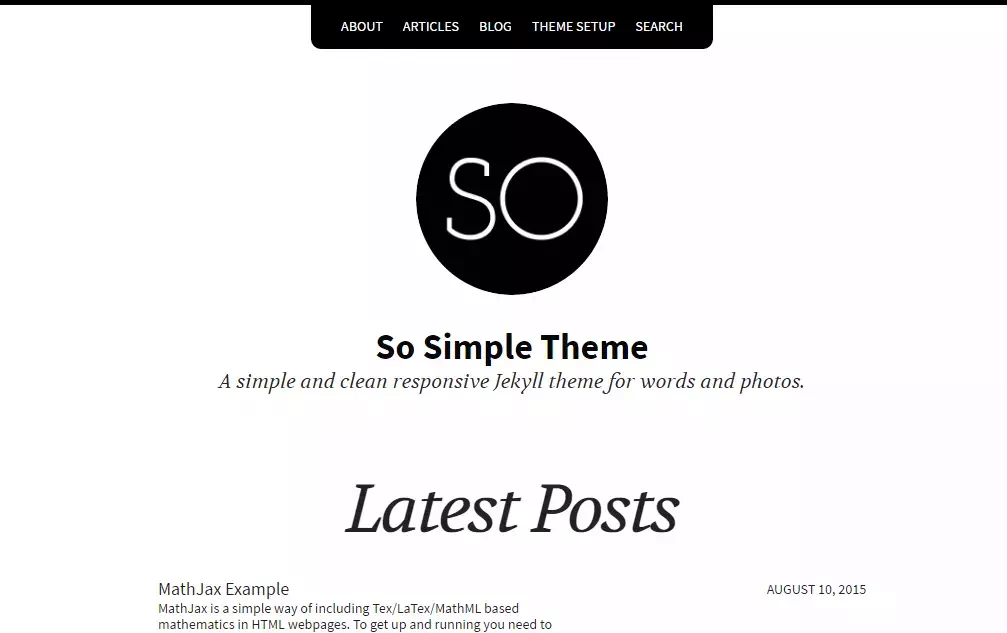 ABOUT ARTICLES BLOG THEME SETUP SEARCH
SO
So Simple Theme
A simple and clean responsive Jekyll theme for words and photos.
Latest Posts
MathJax Example AUGUST 10, 2015
MathJax is a simple way of including Tex/LaTex/MathML based
mathematics in HTML webpages. To get up and running you need to